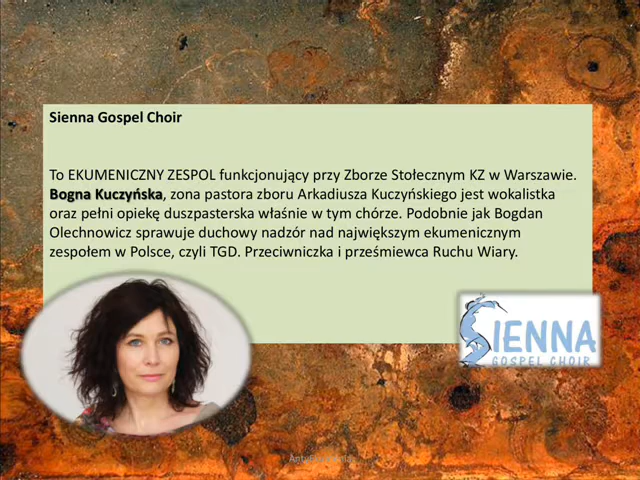 Sienna Gospel Choir
To EKUMENICZNY ZESPOL funkcjonujący przy Zborze Stołecznym KZ w Warszawie.
Bogna Kuczyńska, zona pastora zboru Arkadiusza Kuczyńskiego jest wokalistka
oraz pełni opiekę duszpasterska właśnie w tym chórze. Podobnie jak Bogdan
Olechnowicz sprawuje duchowy nadzór nad największym ekumenicznym
zespołem w Polsce, czyli TGD. Przeciwniczka i prześmiewca Ruchu Wiary.
SIENNA
GOSPEL CHOIR